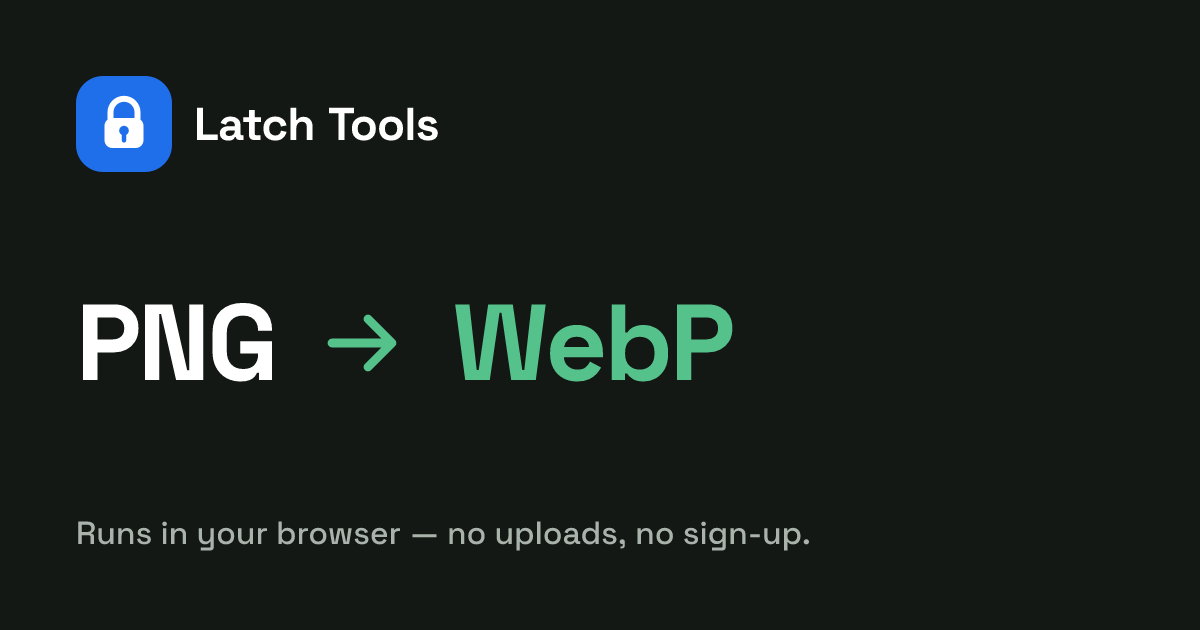 Latch Tools
PNG → WebP
Runs in your browser — no uploads, no sign-up.